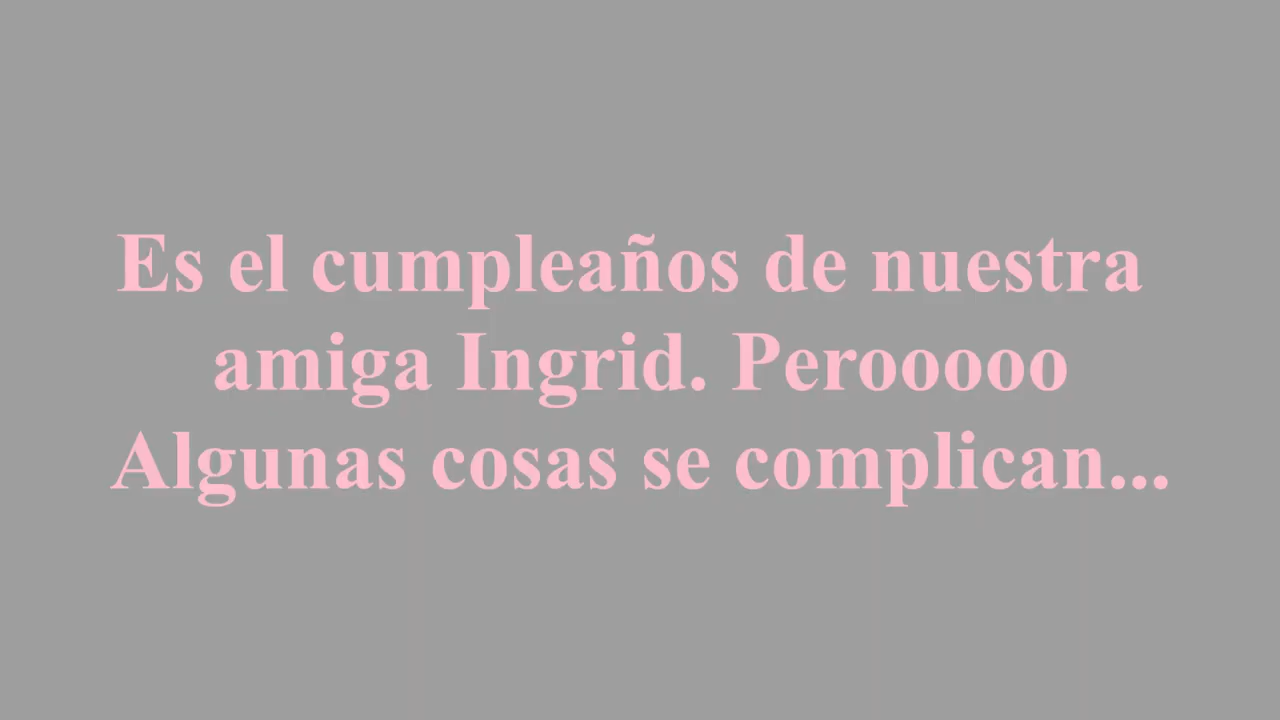 Es el cumpleaños de nuestra
amiga Ingrid. Perooooo
Algunas cosas se complican...